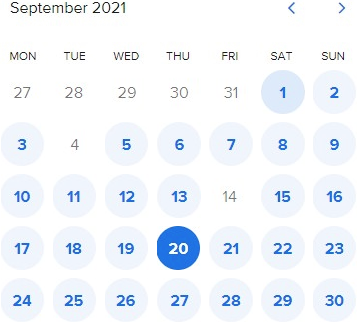 September 2021
MON TUE WED THU FRI SAT SUN
27 28 29 30 31 1 2
3 4 5 6 7 8 9
10 11 12 13 14 15 16
17 18 19 20 21 22 23
24 25 26 27 28 29 30